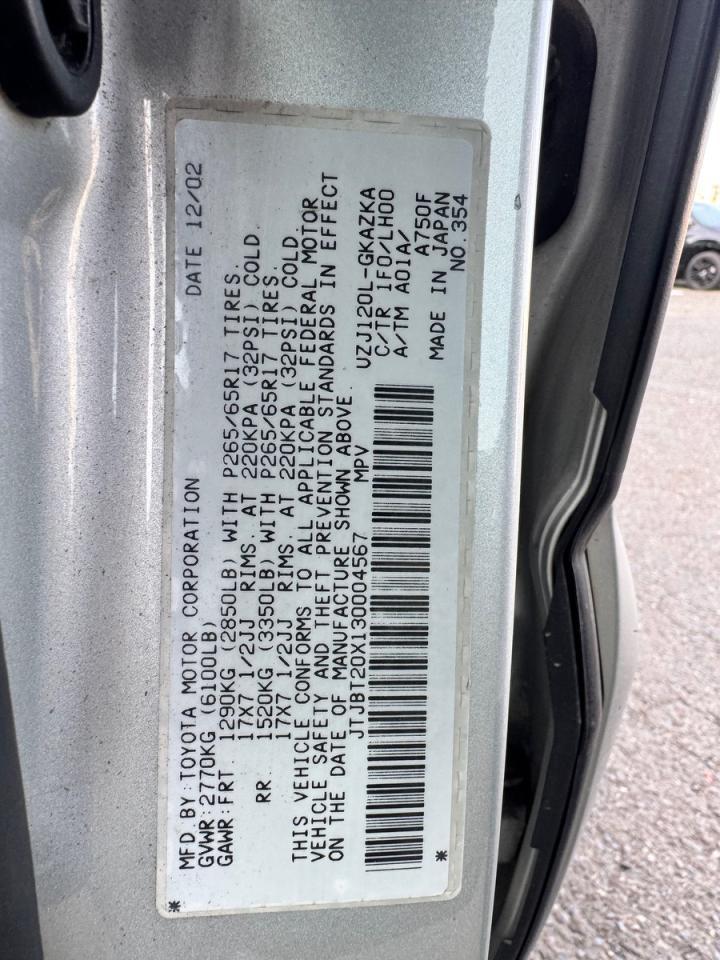 MFD.BY:TOYOTA MOTOR CORPORATION DATE 12/02
GVWR:2770KG(6100LB)
GAWR:FRT. 1290KG(2850LB) WITH P265/65R17 TIRES.
17X7 1/2JJ RIMS. AT 220KPA (32PSI) COLD.
RR. 1520KG(3350LB) WITH P265/65R17 TIRES.
17X7 1/2JJ RIMS. AT 220KPA (32PSI) COLD.
THIS VEHICLE CONFORMS TO ALL APPLICABLE FEDERAL MOTOR
VEHICLE SAFETY AND THEFT PREVENTION STANDARDS IN EFFECT
ON THE DATE OF MANUFACTURE SHOWN ABOVE.
JTJBT20X130004567 MPV
UZJ120L-GKAZKA
C/TR 1F0/LH00
A/TM A01A/
A750F
MADE IN JAPAN
NO.354